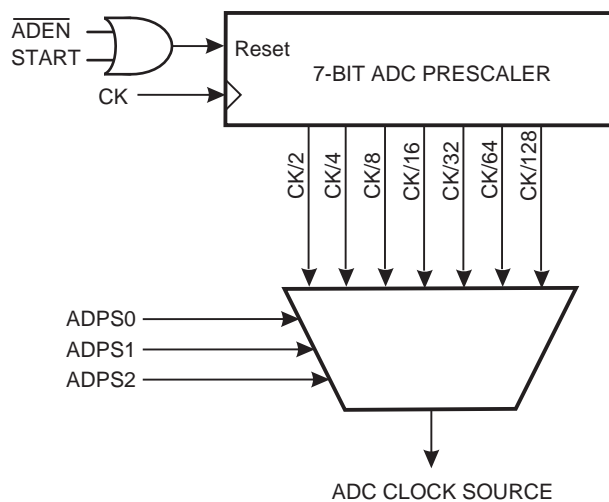 ADEN
START
Reset
7-BIT ADC PRESCALER
CK
CK/2
CK/4
CK/8
CK/16
CK/32
CK/64
CK/128
ADPS0
ADPS1
ADPS2
ADC CLOCK SOURCE